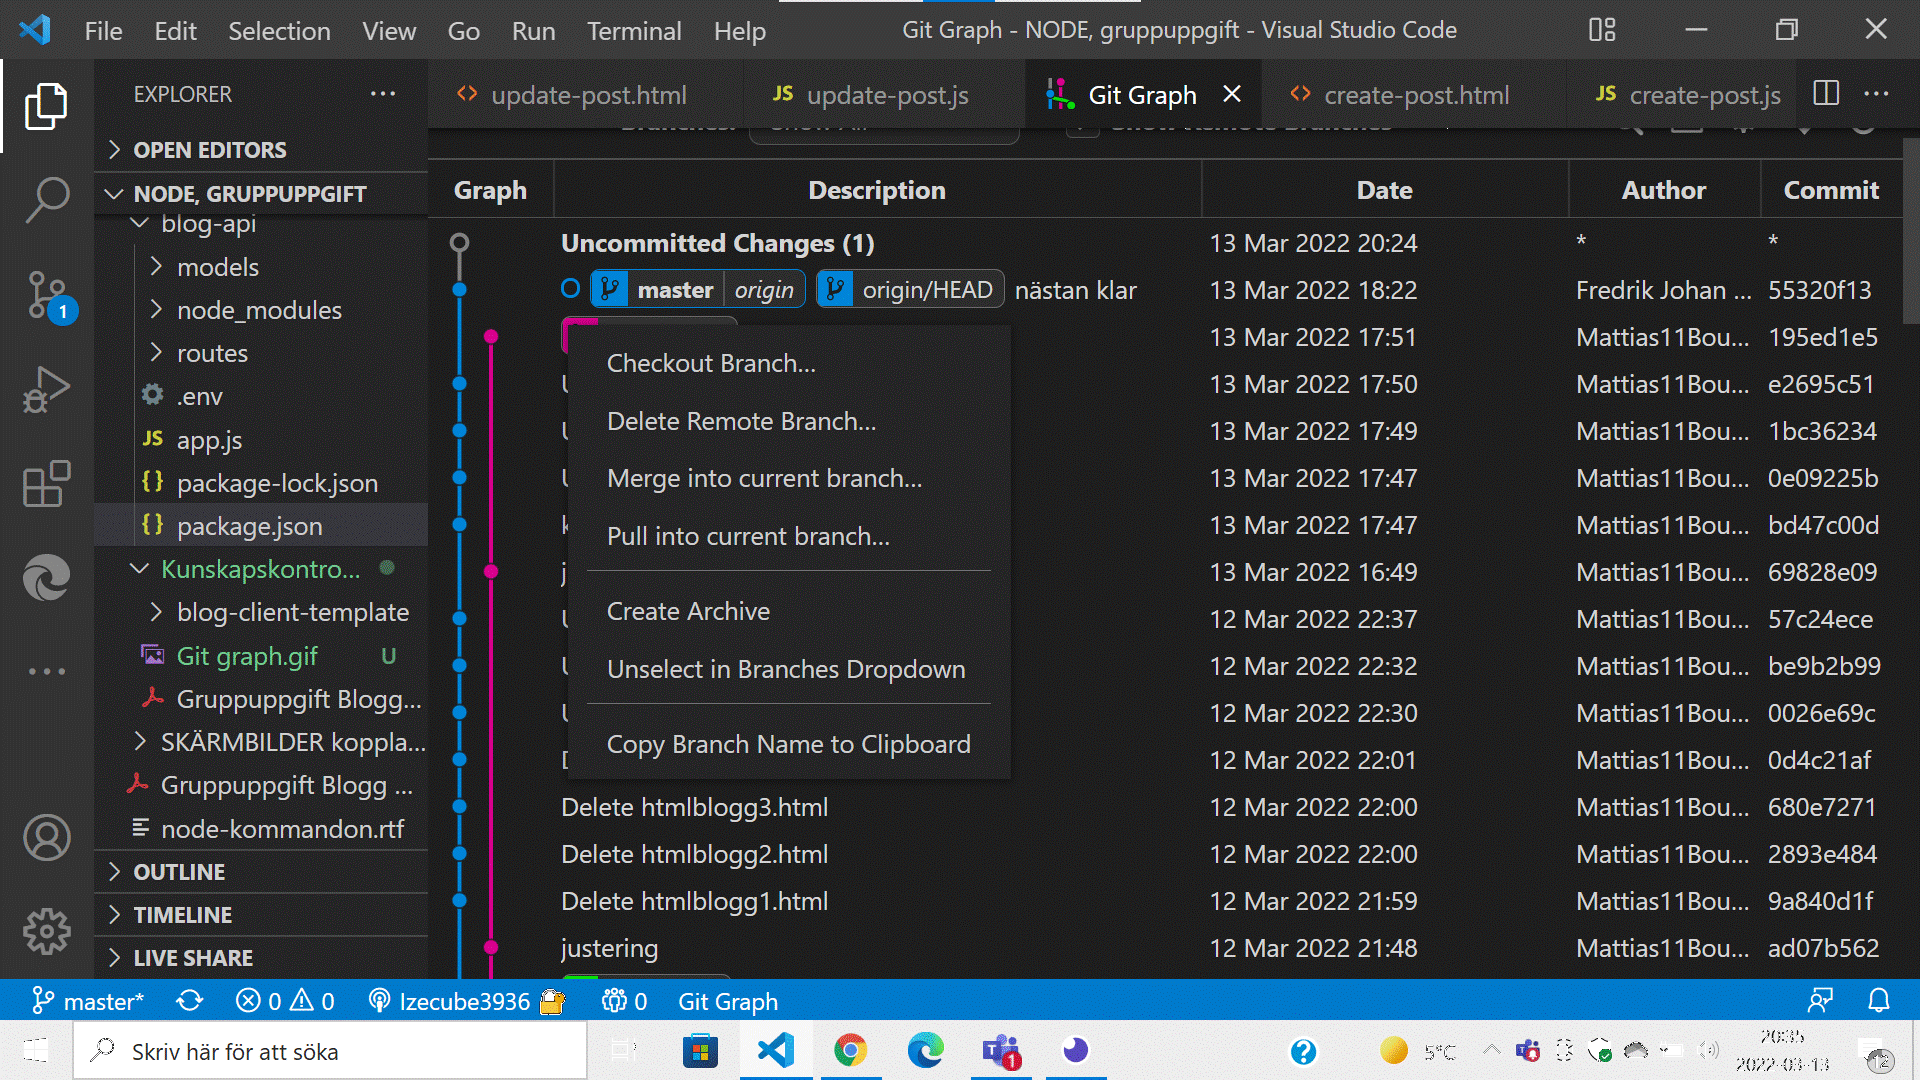 File Edit Selection View Go Run Terminal Help Git Graph - NODE, gruppuppgift - Visual Studio Code
EXPLORER
update-post.html
JS update-post.js
Git Graph
create-post.html
JS create-post.js
OPEN EDITORS
NODE, GRUPPUPPGIFT
blog-api
models
node_modules
routes
.env
JS app.js
{} package-lock.json
{} package.json
Kunskapskontro...
blog-client-template
Git graph.gif U
Gruppuppgift Blogg...
SKÄRMBILDER koppla...
Gruppuppgift Blogg ...
node-kommandon.rtf
OUTLINE
TIMELINE
LIVE SHARE
1
Branches: Show All Show Remote Branches
Graph Description Date Author Commit
Uncommitted Changes (1) 13 Mar 2022 20:24 * *
master origin origin/HEAD nästan klar 13 Mar 2022 18:22 Fredrik Johan ... 55320f13
13 Mar 2022 17:51 Mattias11Bou... 195ed1e5
13 Mar 2022 17:50 Mattias11Bou... e2695c51
13 Mar 2022 17:49 Mattias11Bou... 1bc36234
13 Mar 2022 17:47 Mattias11Bou... 0e09225b
13 Mar 2022 17:47 Mattias11Bou... bd47c00d
13 Mar 2022 16:49 Mattias11Bou... 69828e09
12 Mar 2022 22:37 Mattias11Bou... 57c24ece
12 Mar 2022 22:32 Mattias11Bou... be9b2b99
12 Mar 2022 22:30 Mattias11Bou... 0026e69c
12 Mar 2022 22:01 Mattias11Bou... 0d4c21af
Delete htmlblogg3.html 12 Mar 2022 22:00 Mattias11Bou... 680e7271
Delete htmlblogg2.html 12 Mar 2022 22:00 Mattias11Bou... 2893e484
Delete htmlblogg1.html 12 Mar 2022 21:59 Mattias11Bou... 9a840d1f
justering 12 Mar 2022 21:48 Mattias11Bou... ad07b562
Checkout Branch...
Delete Remote Branch...
Merge into current branch...
Pull into current branch...
Create Archive
Unselect in Branches Dropdown
Copy Branch Name to Clipboard
master* 0 0 Izecube3936 0 Git Graph
Skriv här för att söka
1
5°C
20:35
2022-03-13
12